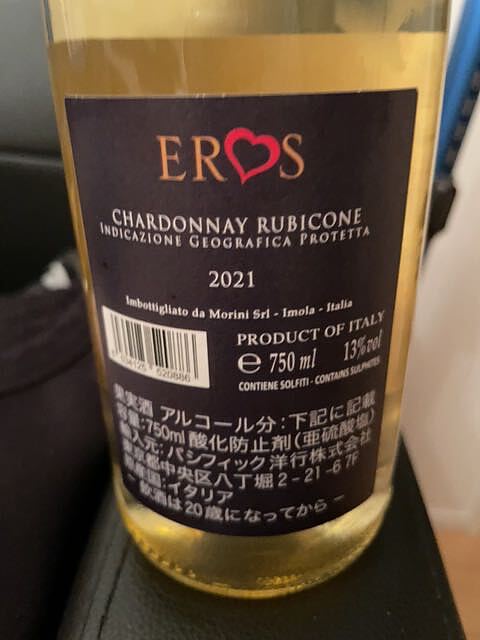 EROS
CHARDONNAY RUBICONE
INDICAZIONE GEOGRAFICA PROTETTA
2021
Imbottigliato da Morini Srl - Imola - Italia
PRODUCT OF ITALY
℮ 750 ml 13%vol
CONTIENE SOLFITI - CONTAINS SULPHITES
果実酒 アルコール分:下記に記載
容量:750ml 酸化防止剤(亜硫酸塩)
輸入元:パシフィック洋行株式会社
東京都中央区八丁堀2-21-6 7F
原産国:イタリア
- 飲酒は20歳になってから -